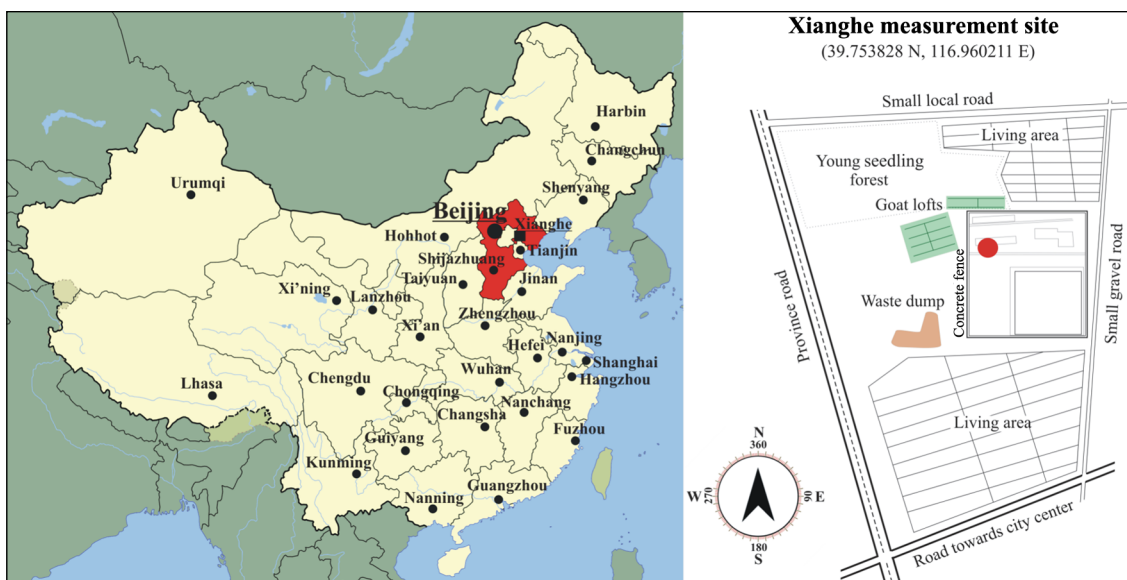 Harbin
Changchun
Urumqi
Shenyang
Beijing
Xianghe
Hohhot
Tianjin
Shijazhuang
Taiyuan
Jinan
Xi'ning
Lanzhou
Zhengzhou
Xi'an
Hefei
Nanjing
Shanghai
Wuhan
Hangzhou
Lhasa
Chengdu
Chongqing
Nanchang
Changsha
Fuzhou
Guiyang
Kunming
Guangzhou
Nanning
Xianghe measurement site
(39.753828 N, 116.960211 E)
Small local road
Living area
Young seedling
forest
Goat lofts
Concrete fence
Small gravel road
Province road
Waste dump
Living area
N
360
W
270
90
E
180
S
Road towards city center